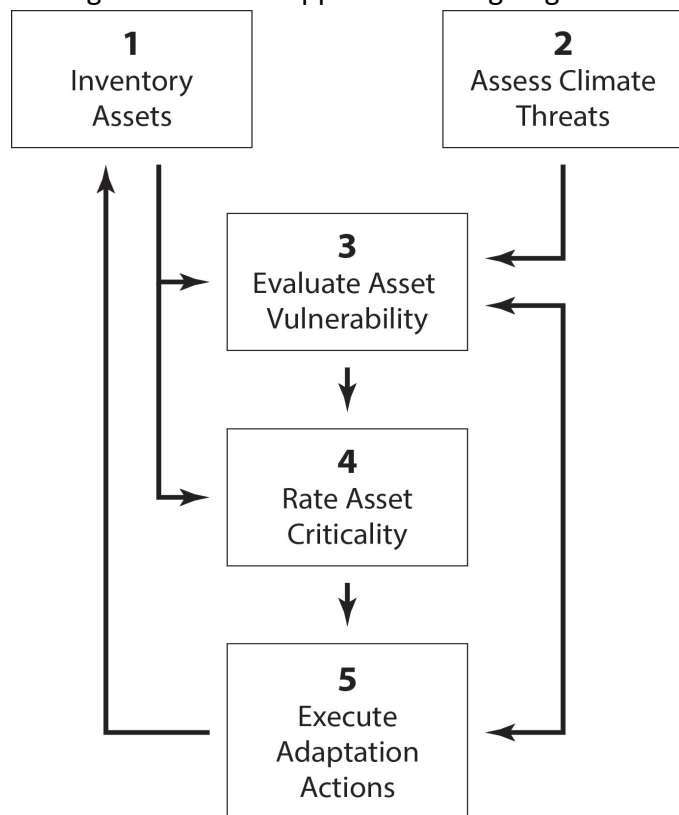 1
Inventory
Assets
2
Assess Climate
Threats
3
Evaluate Asset
Vulnerability
4
Rate Asset
Criticality
5
Execute
Adaptation
Actions